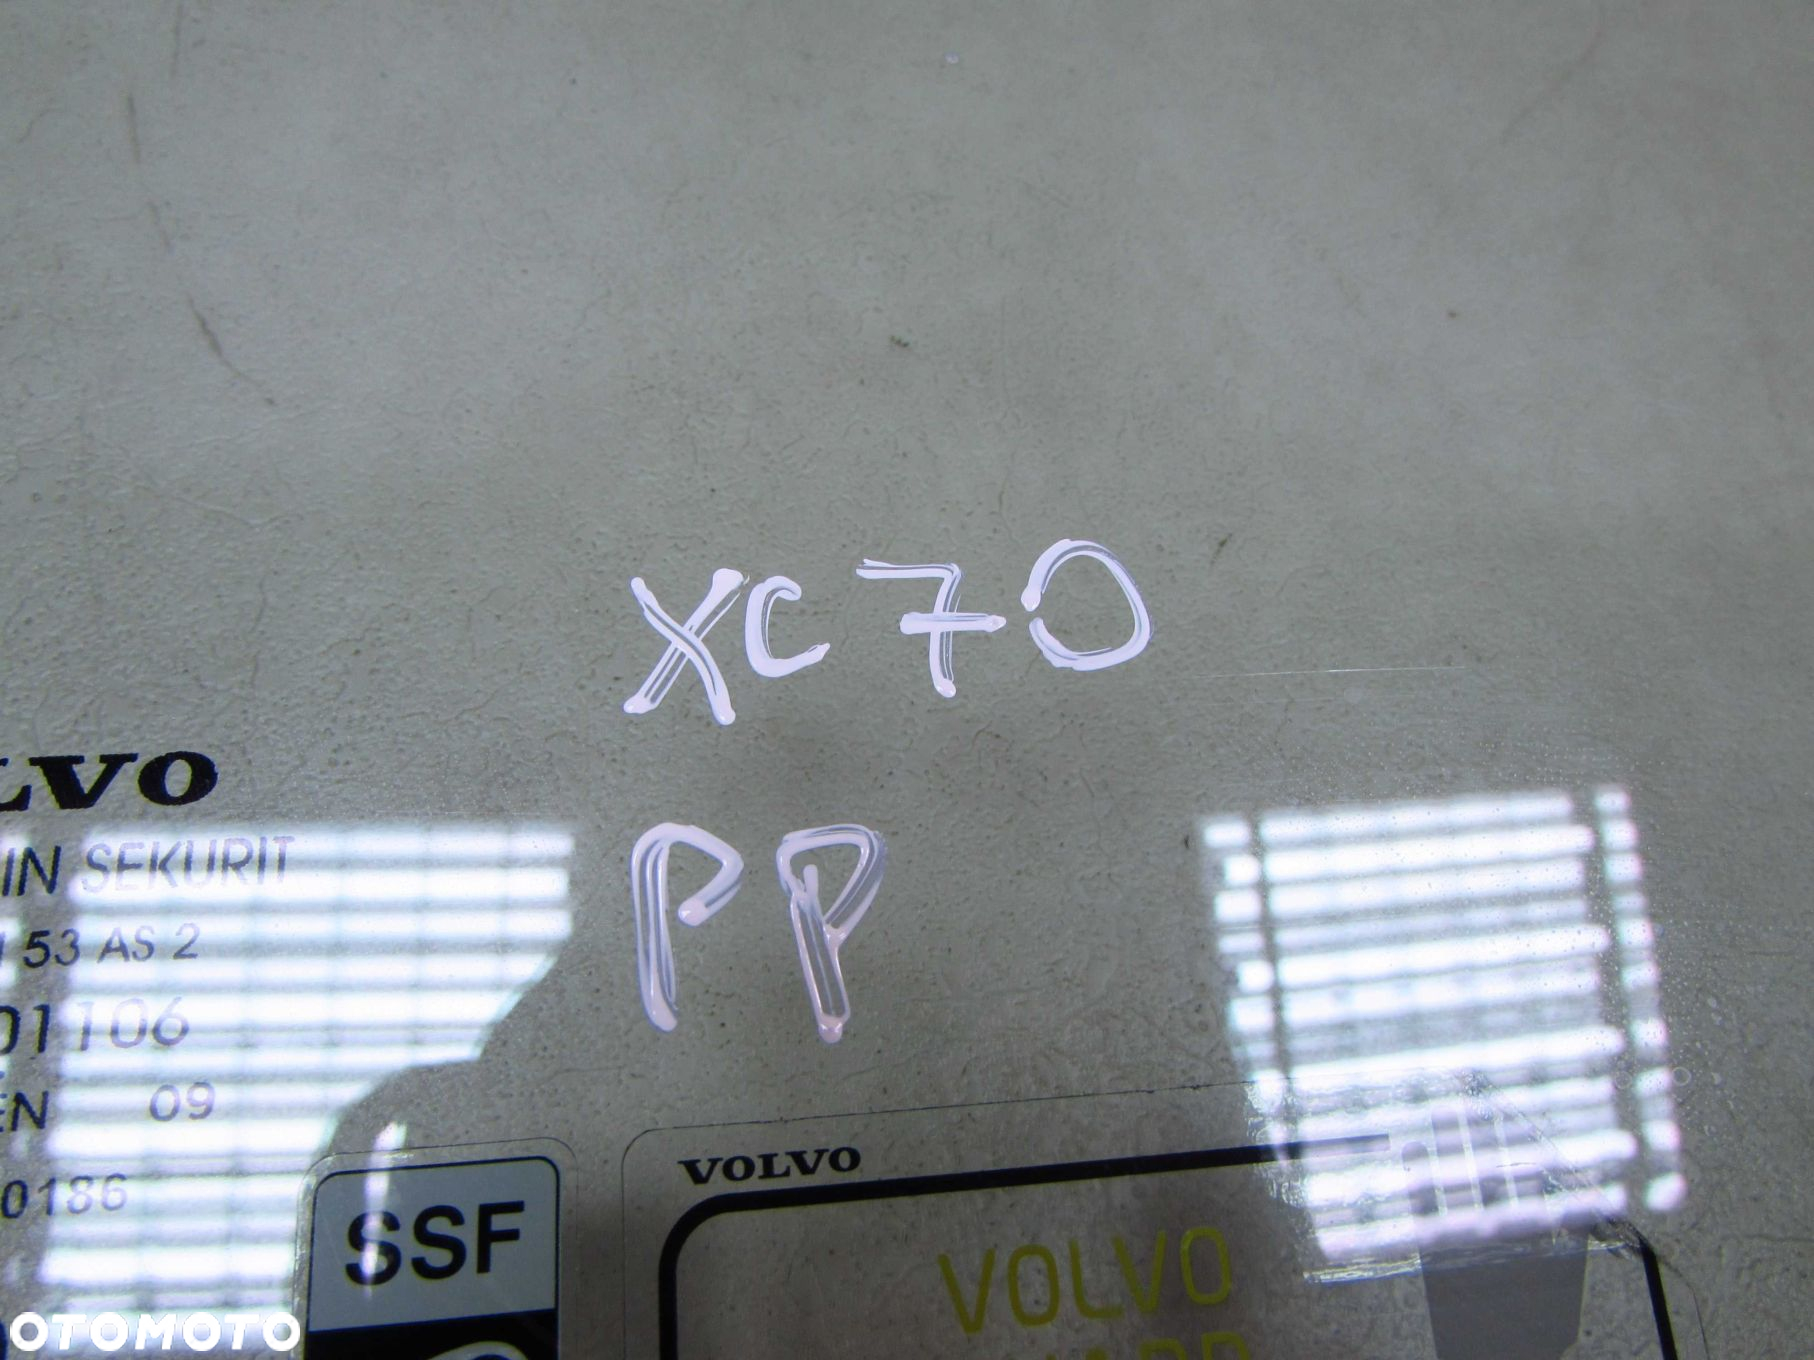 XC70
LVO
IN SEKURIT
PP
53 AS 2
01106
EN 09
0186
VOLVO
SSF
VOLVO
OTOMOTO